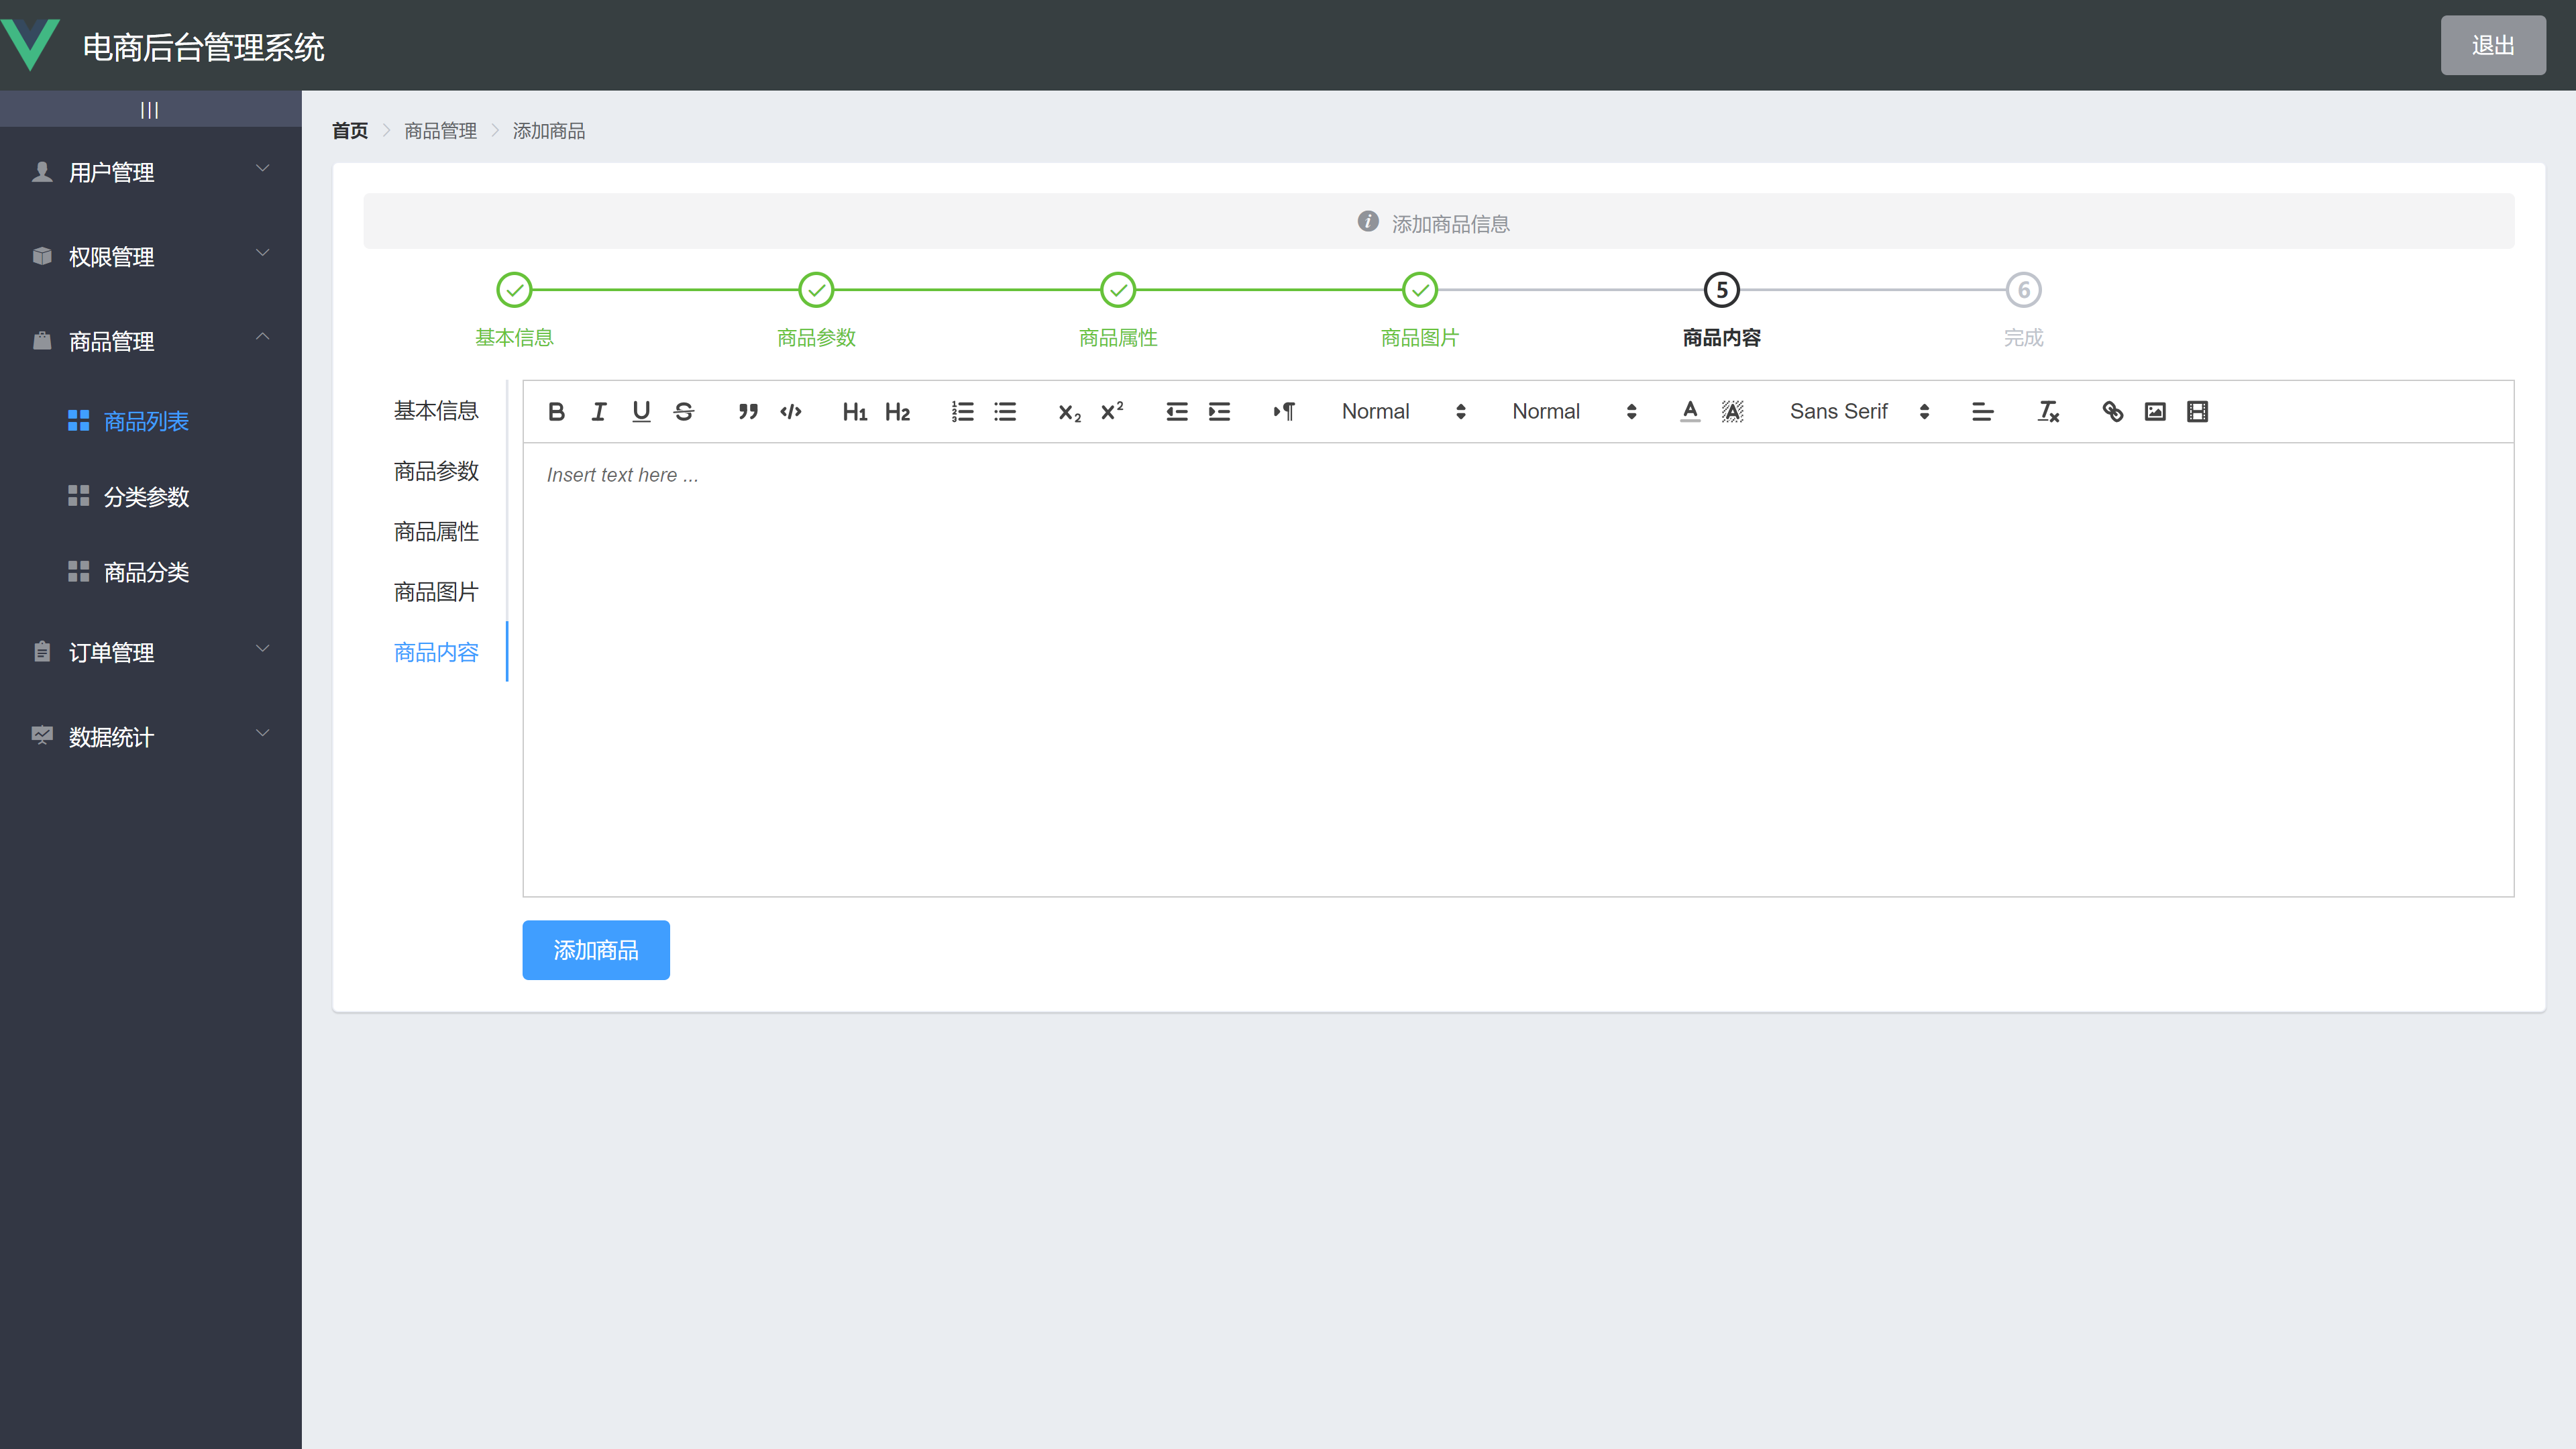 电商后台管理系统
退出
|||
用户管理
权限管理
商品管理
商品列表
分类参数
商品分类
订单管理
数据统计
首页 商品管理 添加商品
添加商品信息
5 6
基本信息 商品参数 商品属性 商品图片 商品内容 完成
基本信息
商品参数
商品属性
商品图片
商品内容
Normal Normal Sans Serif
Insert text here ...
添加商品